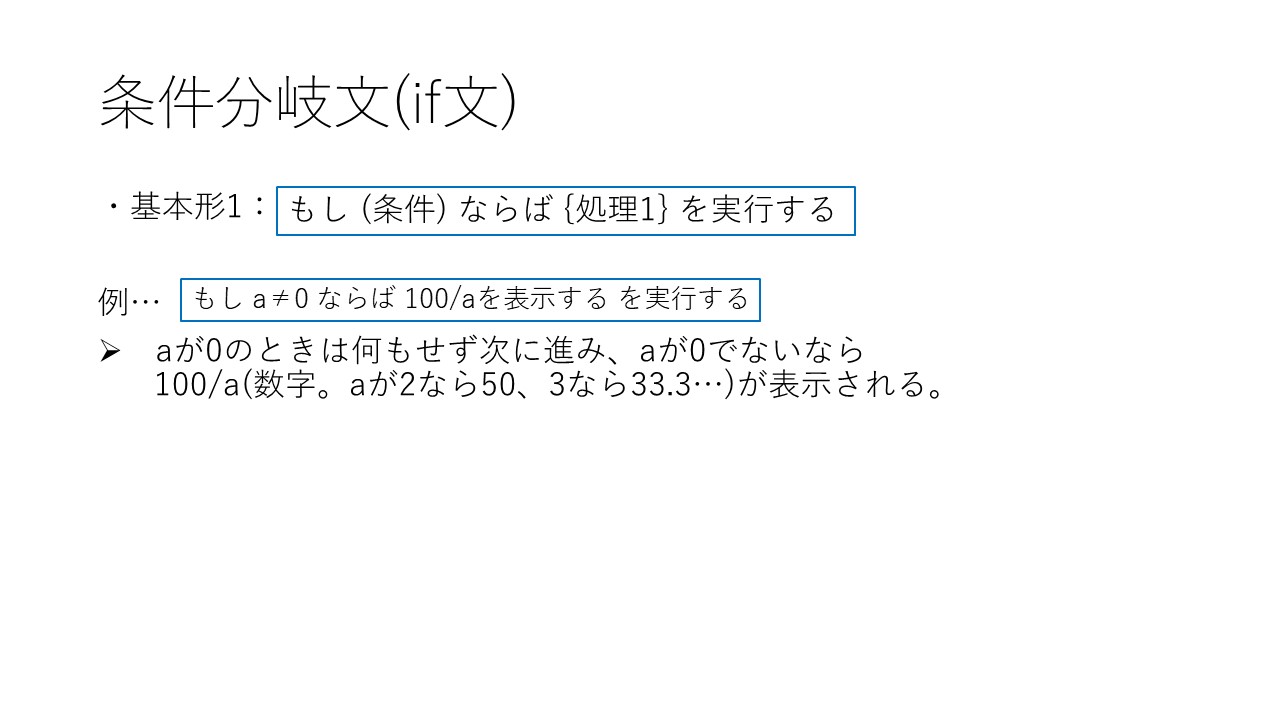 条件分岐文(if文)
・基本形1：もし (条件) ならば {処理1} を実行する
例… もし a≠0 ならば 100/aを表示する を実行する
➢ aが0のときは何もせず次に進み、aが0でないなら
100/a(数字。aが2なら50、3なら33.3…)が表示される。